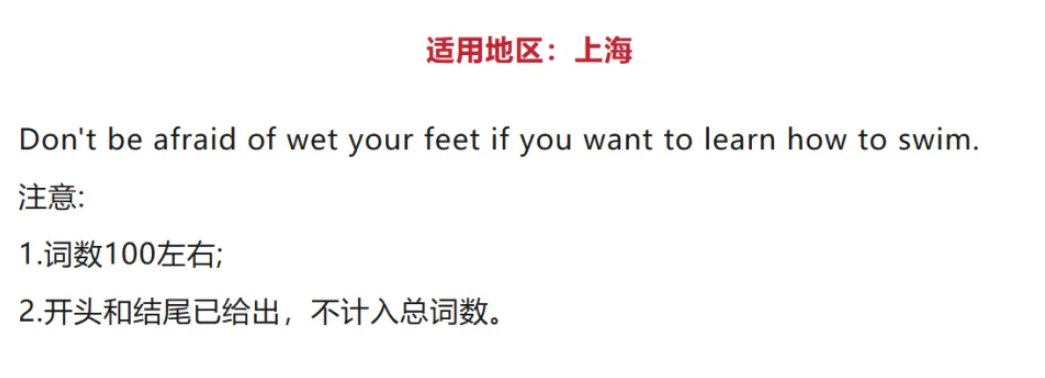 适用地区：上海
Don't be afraid of wet your feet if you want to learn how to swim.
注意:
1.词数100左右;
2.开头和结尾已给出，不计入总词数。